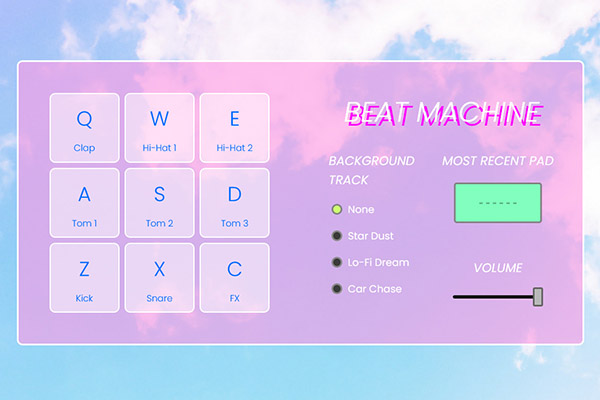 BEAT MACHINE
Q
Clap
W
Hi-Hat 1
E
Hi-Hat 2
A
Tom 1
S
Tom 2
D
Tom 3
Z
Kick
X
Snare
C
FX
BACKGROUND
TRACK
None
Star Dust
Lo-Fi Dream
Car Chase
MOST RECENT PAD
------
VOLUME